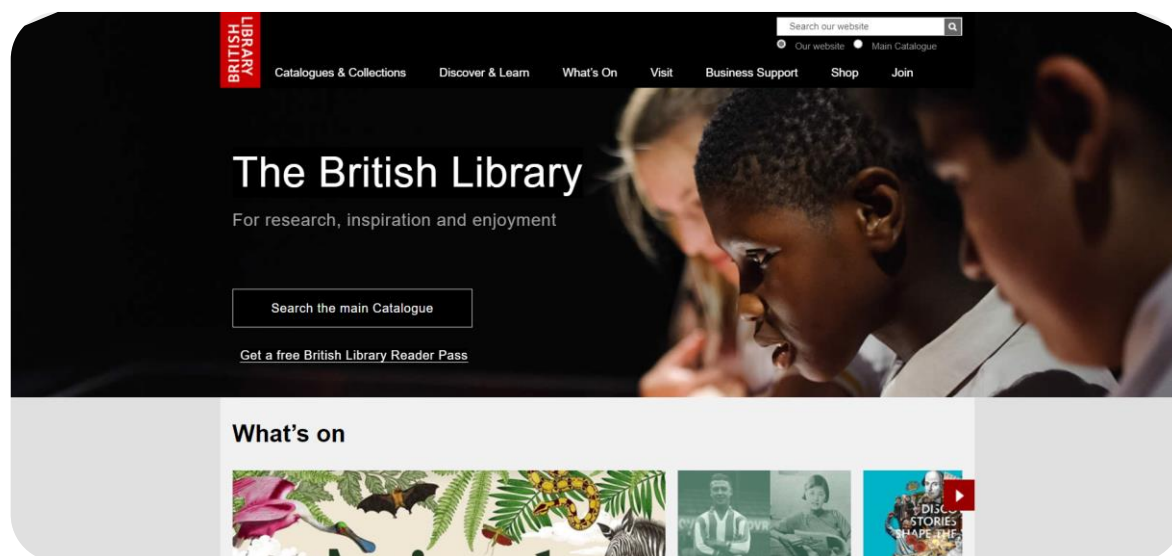 BRITISH
LIBRARY
Search our website
Our website
Main Catalogue
Catalogues & Collections
Discover & Learn
What's On
Visit
Business Support
Shop
Join
The British Library
For research, inspiration and enjoyment
Search the main Catalogue
Get a free British Library Reader Pass
What's on
STORIES
SHAPE THE